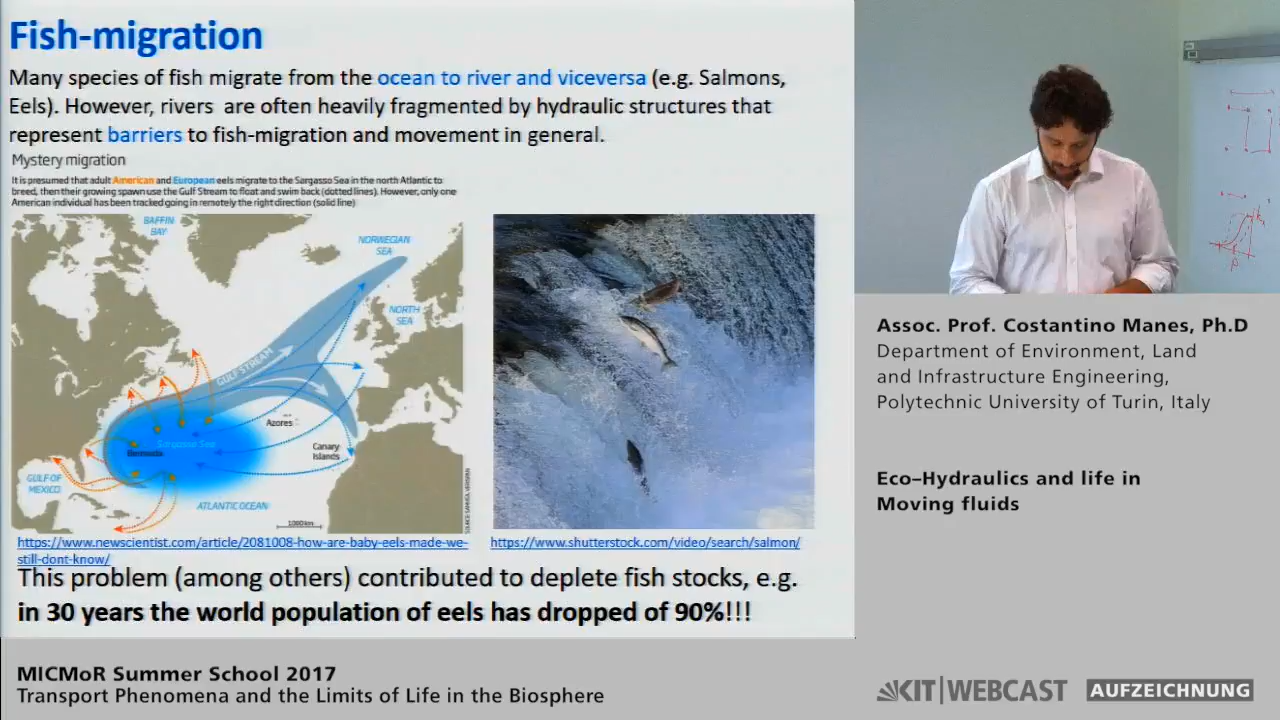 Fish-migration
Many species of fish migrate from the ocean to river and viceversa (e.g. Salmons,
Eels). However, rivers are often heavily fragmented by hydraulic structures that
represent barriers to fish-migration and movement in general.
Mystery migration
It is presumed that adult American and European eels migrate to the Sargasso Sea in the north Atlantic to
breed, then their growing spawn use the Gulf Stream to float and swim back (dotted lines). However, only one
American individual has been tracked going in remotely the right direction (solid line)
BAFFIN
BAY
NORWEGIAN
SEA
NORTH
SEA
GULF STREAM
Azores
Sargasso Sea
Bermuda
Canary
Islands
GULF OF
MEXICO
ATLANTIC OCEAN
1000km
https://www.newscientist.com/article/2081008-how-are-baby-eels-made-we-
still-dont-know/
https://www.shutterstock.com/video/search/salmon/
This problem (among others) contributed to deplete fish stocks, e.g.
in 30 years the world population of eels has dropped of 90%!!!
Assoc. Prof. Costantino Manes, Ph.D
Department of Environment, Land
and Infrastructure Engineering,
Polytechnic University of Turin, Italy
Eco–Hydraulics and life in
Moving fluids
MICMoR Summer School 2017
Transport Phenomena and the Limits of Life in the Biosphere
KIT|WEBCAST
AUFZEICHNUNG